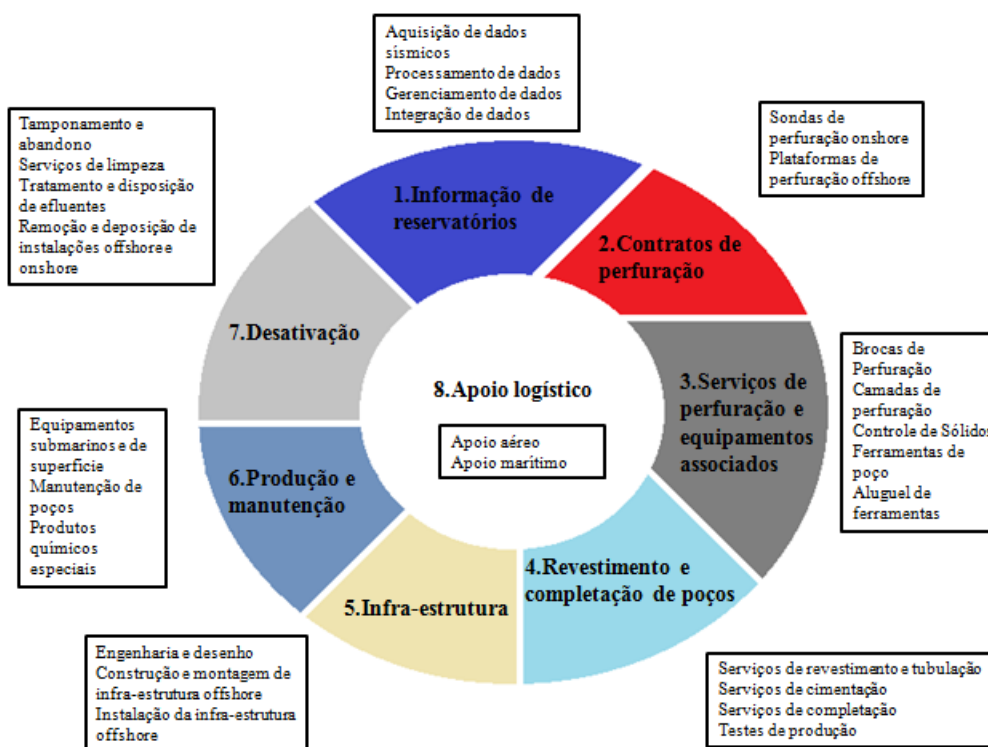 Aquisição de dados
sísmicos
Processamento de dados
Gerenciamento de dados
Integração de dados
1.Informação de
reservatórios
Sondas de
perfuração onshore
Plataformas de
perfuração offshore
2.Contratos de
perfuração
Brocas de
Perfuração
Camadas de
perfuração
Controle de Sólidos
Ferramentas de
poço
Aluguel de
ferramentas
3.Serviços de
perfuração e
equipamentos
associados
4.Revestimento e
completação de poços
Serviços de revestimento e tubulação
Serviços de cimentação
Serviços de completação
Testes de produção
5.Infra-estrutura
Engenharia e desenho
Construção e montagem de
infra-estrutura offshore
Instalação da infra-estrutura
offshore
6.Produção e
manutenção
Equipamentos
submarinos e de
superfície
Manutenção de
poços
Produtos
químicos
especiais
7.Desativação
Tamponamento e
abandono
Serviços de limpeza
Tratamento e disposição
de efluentes
Remoção e deposição de
instalações offshore e
onshore
8.Apoio logístico
Apoio aéreo
Apoio marítimo